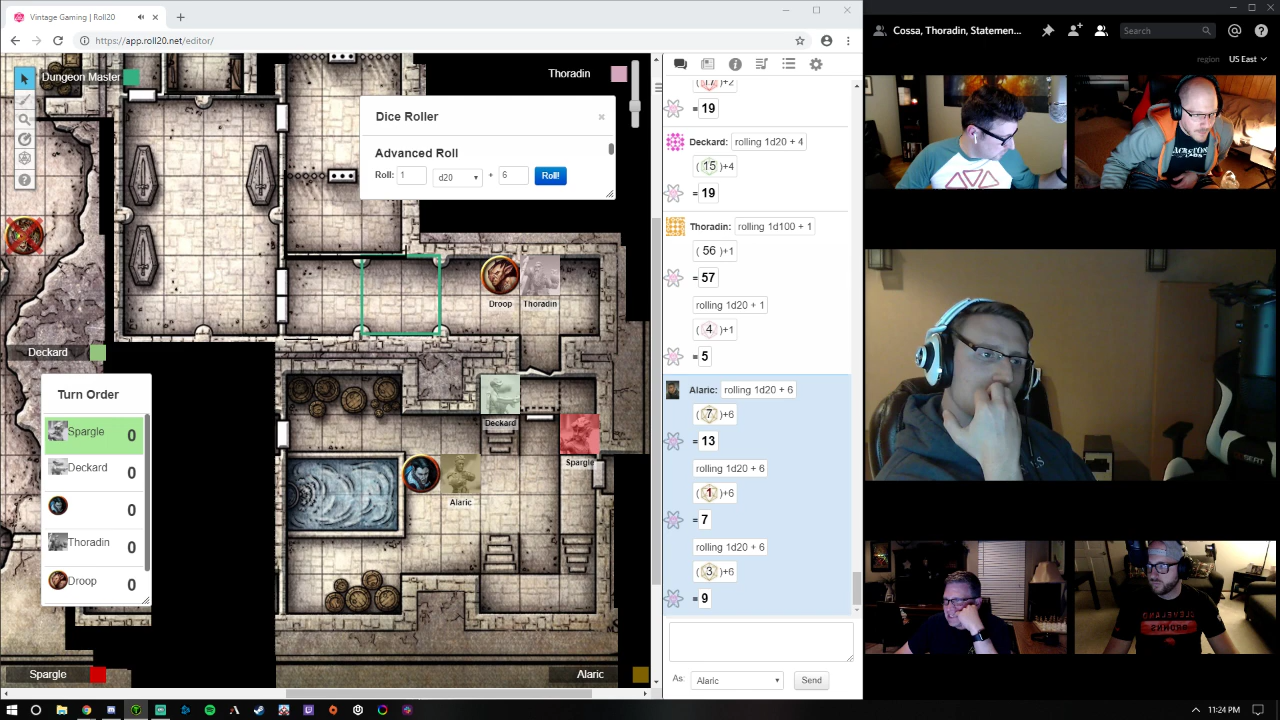 Vintage Gaming | Roll20
https://app.roll20.net/editor/
Dungeon Master
Thoradin
Dice Roller
Advanced Roll
Roll: 1 d20 + 6 Roll!
Droop
Thoradin
Deckard
Deckard
Spargle
Alaric
Turn Order
Spargle 0
Deckard 0
0
Thoradin 0
Droop 0
Spargle
Alaric
(17)+2
= 19
Deckard: rolling 1d20 + 4
(15)+4
= 19
Thoradin: rolling 1d100 + 1
(56)+1
= 57
rolling 1d20 + 1
(4)+1
= 5
Alaric: rolling 1d20 + 6
(7)+6
= 13
rolling 1d20 + 6
(1)+6
= 7
rolling 1d20 + 6
(3)+6
= 9
As: Alaric Send
Cossa, Thoradin, Statemen...
Search
region US East
CLEVELAND
11:24 PM